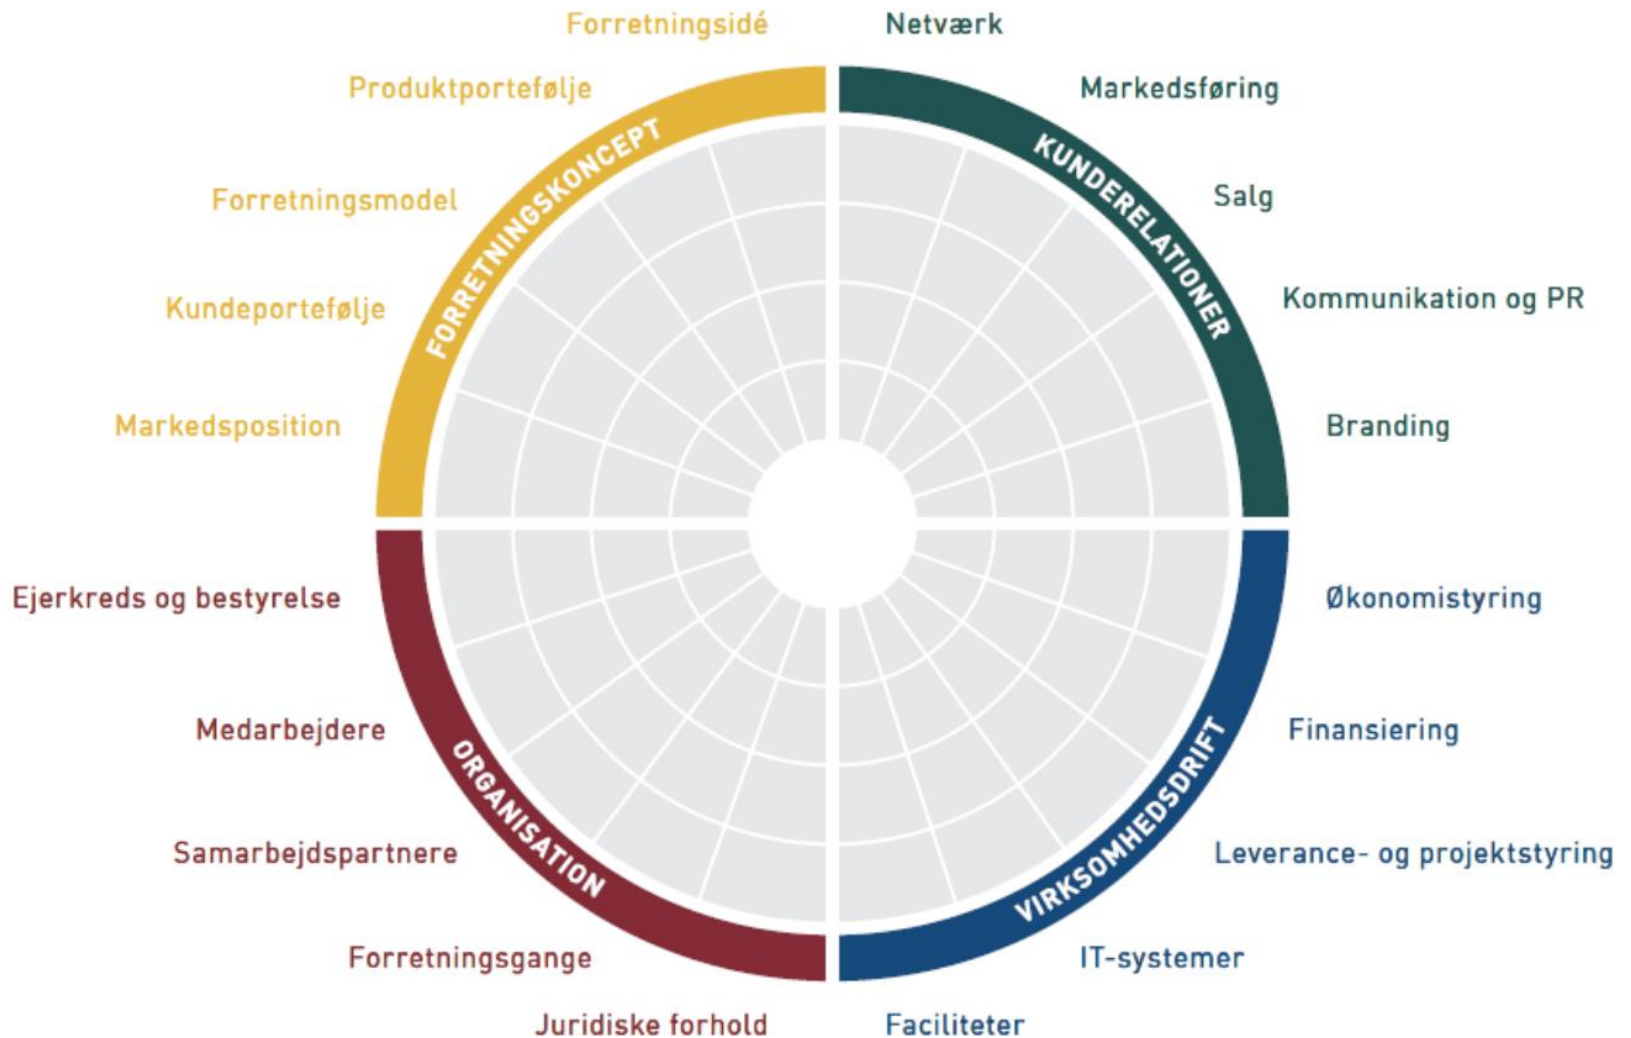 Forretningsidé
Produktportefølje
Forretningsmodel
Kundeportefølje
Markedsposition
FORRETNINGSKONCEPT
Netværk
Markedsføring
Salg
Kommunikation og PR
Branding
KUNDERELATIONER
Ejerkreds og bestyrelse
Medarbejdere
Samarbejdspartnere
Forretningsgange
Juridiske forhold
ORGANISATION
Økonomistyring
Finansiering
Leverance- og projektstyring
IT-systemer
Faciliteter
VIRKSOMHEDSDRIFT